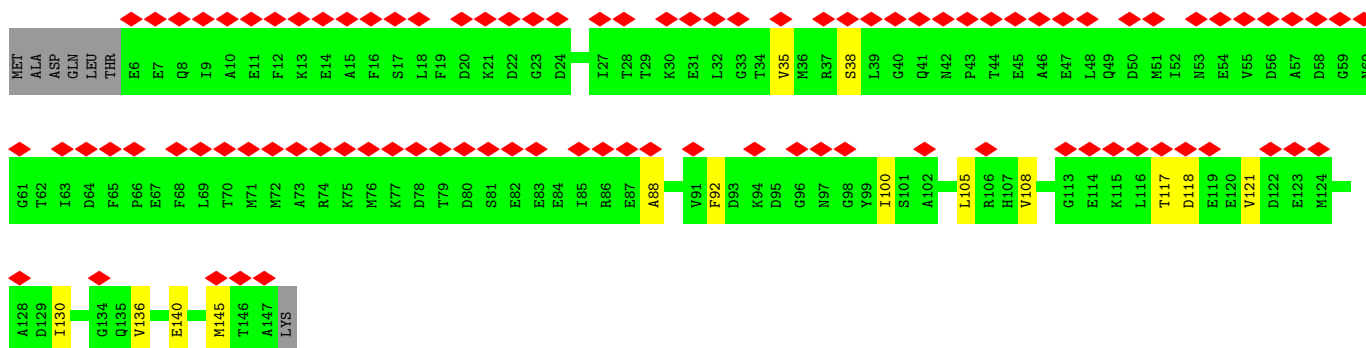 MET ALA ASP GLN LEU THR E6 E7 Q8 I9 A10 E11 F12 K13 E14 A15 F16 S17 L18 F19 D20 K21 D22 G23 D24 I27 T28 T29 K30 E31 L32 G33 T34 V35 M36 R37 S38 L39 G40 Q41 N42 P43 T44 E45 A46 E47 L48 Q49 D50 M51 I52 N53 E54 V55 D56 A57 D58 G59 N60
G61 T62 I63 D64 F65 P66 E67 F68 L69 T70 M71 M72 A73 R74 K75 M76 K77 D78 T79 D80 S81 E82 E83 E84 I85 R86 E87 A88 V91 F92 D93 K94 D95 G96 N97 G98 Y99 I100 S101 A102 L105 R106 H107 V108 G113 E114 K115 L116 T117 D118 E119 E120 V121 D122 E123 M124
A128 D129 I130 G134 Q135 V136 E140 M145 T146 A147 LYS